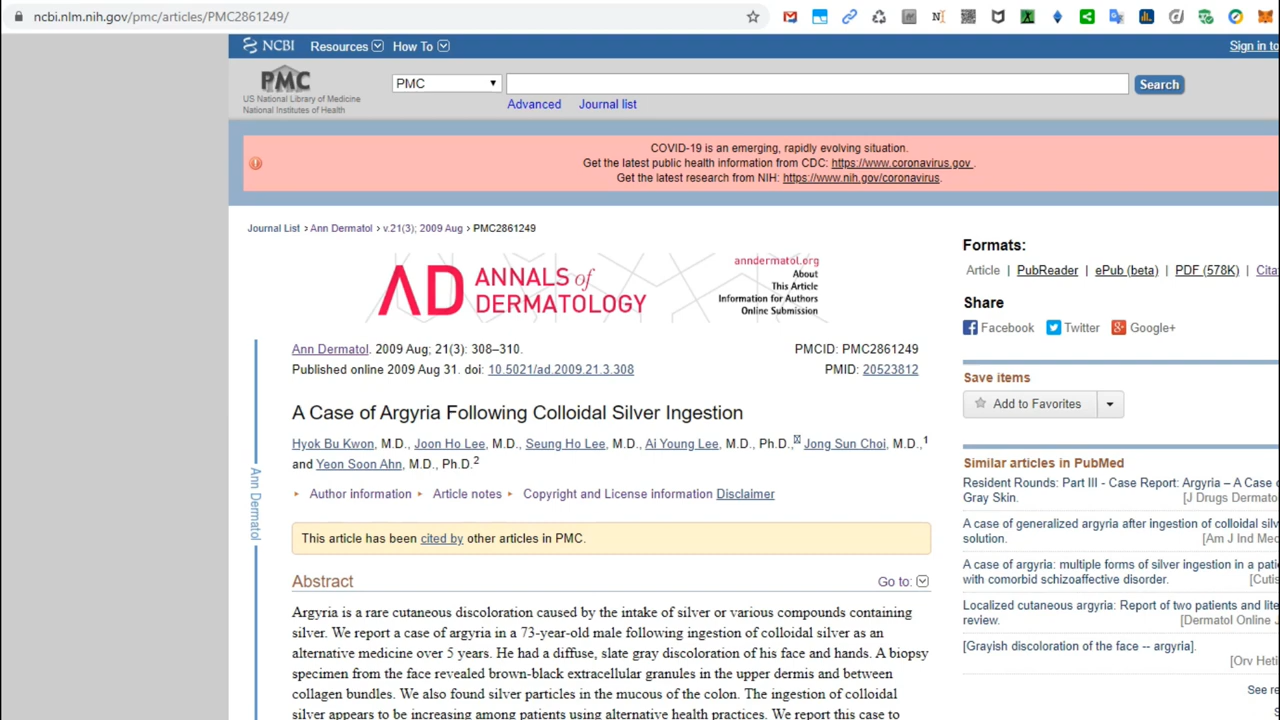 ncbi.nlm.nih.gov/pmc/articles/PMC2861249/
NCBI Resources How To Sign in to
PMC
US National Library of Medicine
National Institutes of Health
PMC Search
Advanced Journal list
COVID-19 is an emerging, rapidly evolving situation.
Get the latest public health information from CDC: https://www.coronavirus.gov .
Get the latest research from NIH: https://www.nih.gov/coronavirus.
Journal List > Ann Dermatol > v.21(3); 2009 Aug > PMC2861249
AD ANNALS of DERMATOLOGY
anndermatol.org
About
This Article
Information for Authors
Online Submission
Ann Dermatol. 2009 Aug; 21(3): 308–310. PMCID: PMC2861249
Published online 2009 Aug 31. doi: 10.5021/ad.2009.21.3.308 PMID: 20523812
A Case of Argyria Following Colloidal Silver Ingestion
Hyok Bu Kwon, M.D., Joon Ho Lee, M.D., Seung Ho Lee, M.D., Ai Young Lee, M.D., Ph.D., Jong Sun Choi, M.D.,1
and Yeon Soon Ahn, M.D., Ph.D.2
Author information Article notes Copyright and License information Disclaimer
This article has been cited by other articles in PMC.
Abstract Go to:
Argyria is a rare cutaneous discoloration caused by the intake of silver or various compounds containing
silver. We report a case of argyria in a 73-year-old male following ingestion of colloidal silver as an
alternative medicine over 5 years. He had a diffuse, slate gray discoloration of his face and hands. A biopsy
specimen from the face revealed brown-black extracellular granules in the upper dermis and between
collagen bundles. We also found silver particles in the mucous of the colon. The ingestion of colloidal
silver appears to be increasing among patients using alternative health practices. We report this case to
Ann Dermatol
Formats:
Article | PubReader | ePub (beta) | PDF (578K) | Cita
Share
Facebook Twitter Google+
Save items
Add to Favorites
Similar articles in PubMed
Resident Rounds: Part III - Case Report: Argyria – A Case o
Gray Skin. [J Drugs Dermato
A case of generalized argyria after ingestion of colloidal silv
solution. [Am J Ind Med
A case of argyria: multiple forms of silver ingestion in a patie
with comorbid schizoaffective disorder. [Cutis
Localized cutaneous argyria: Report of two patients and lite
review. [Dermatol Online J
[Grayish discoloration of the face -- argyria].
[Orv Heti
See re